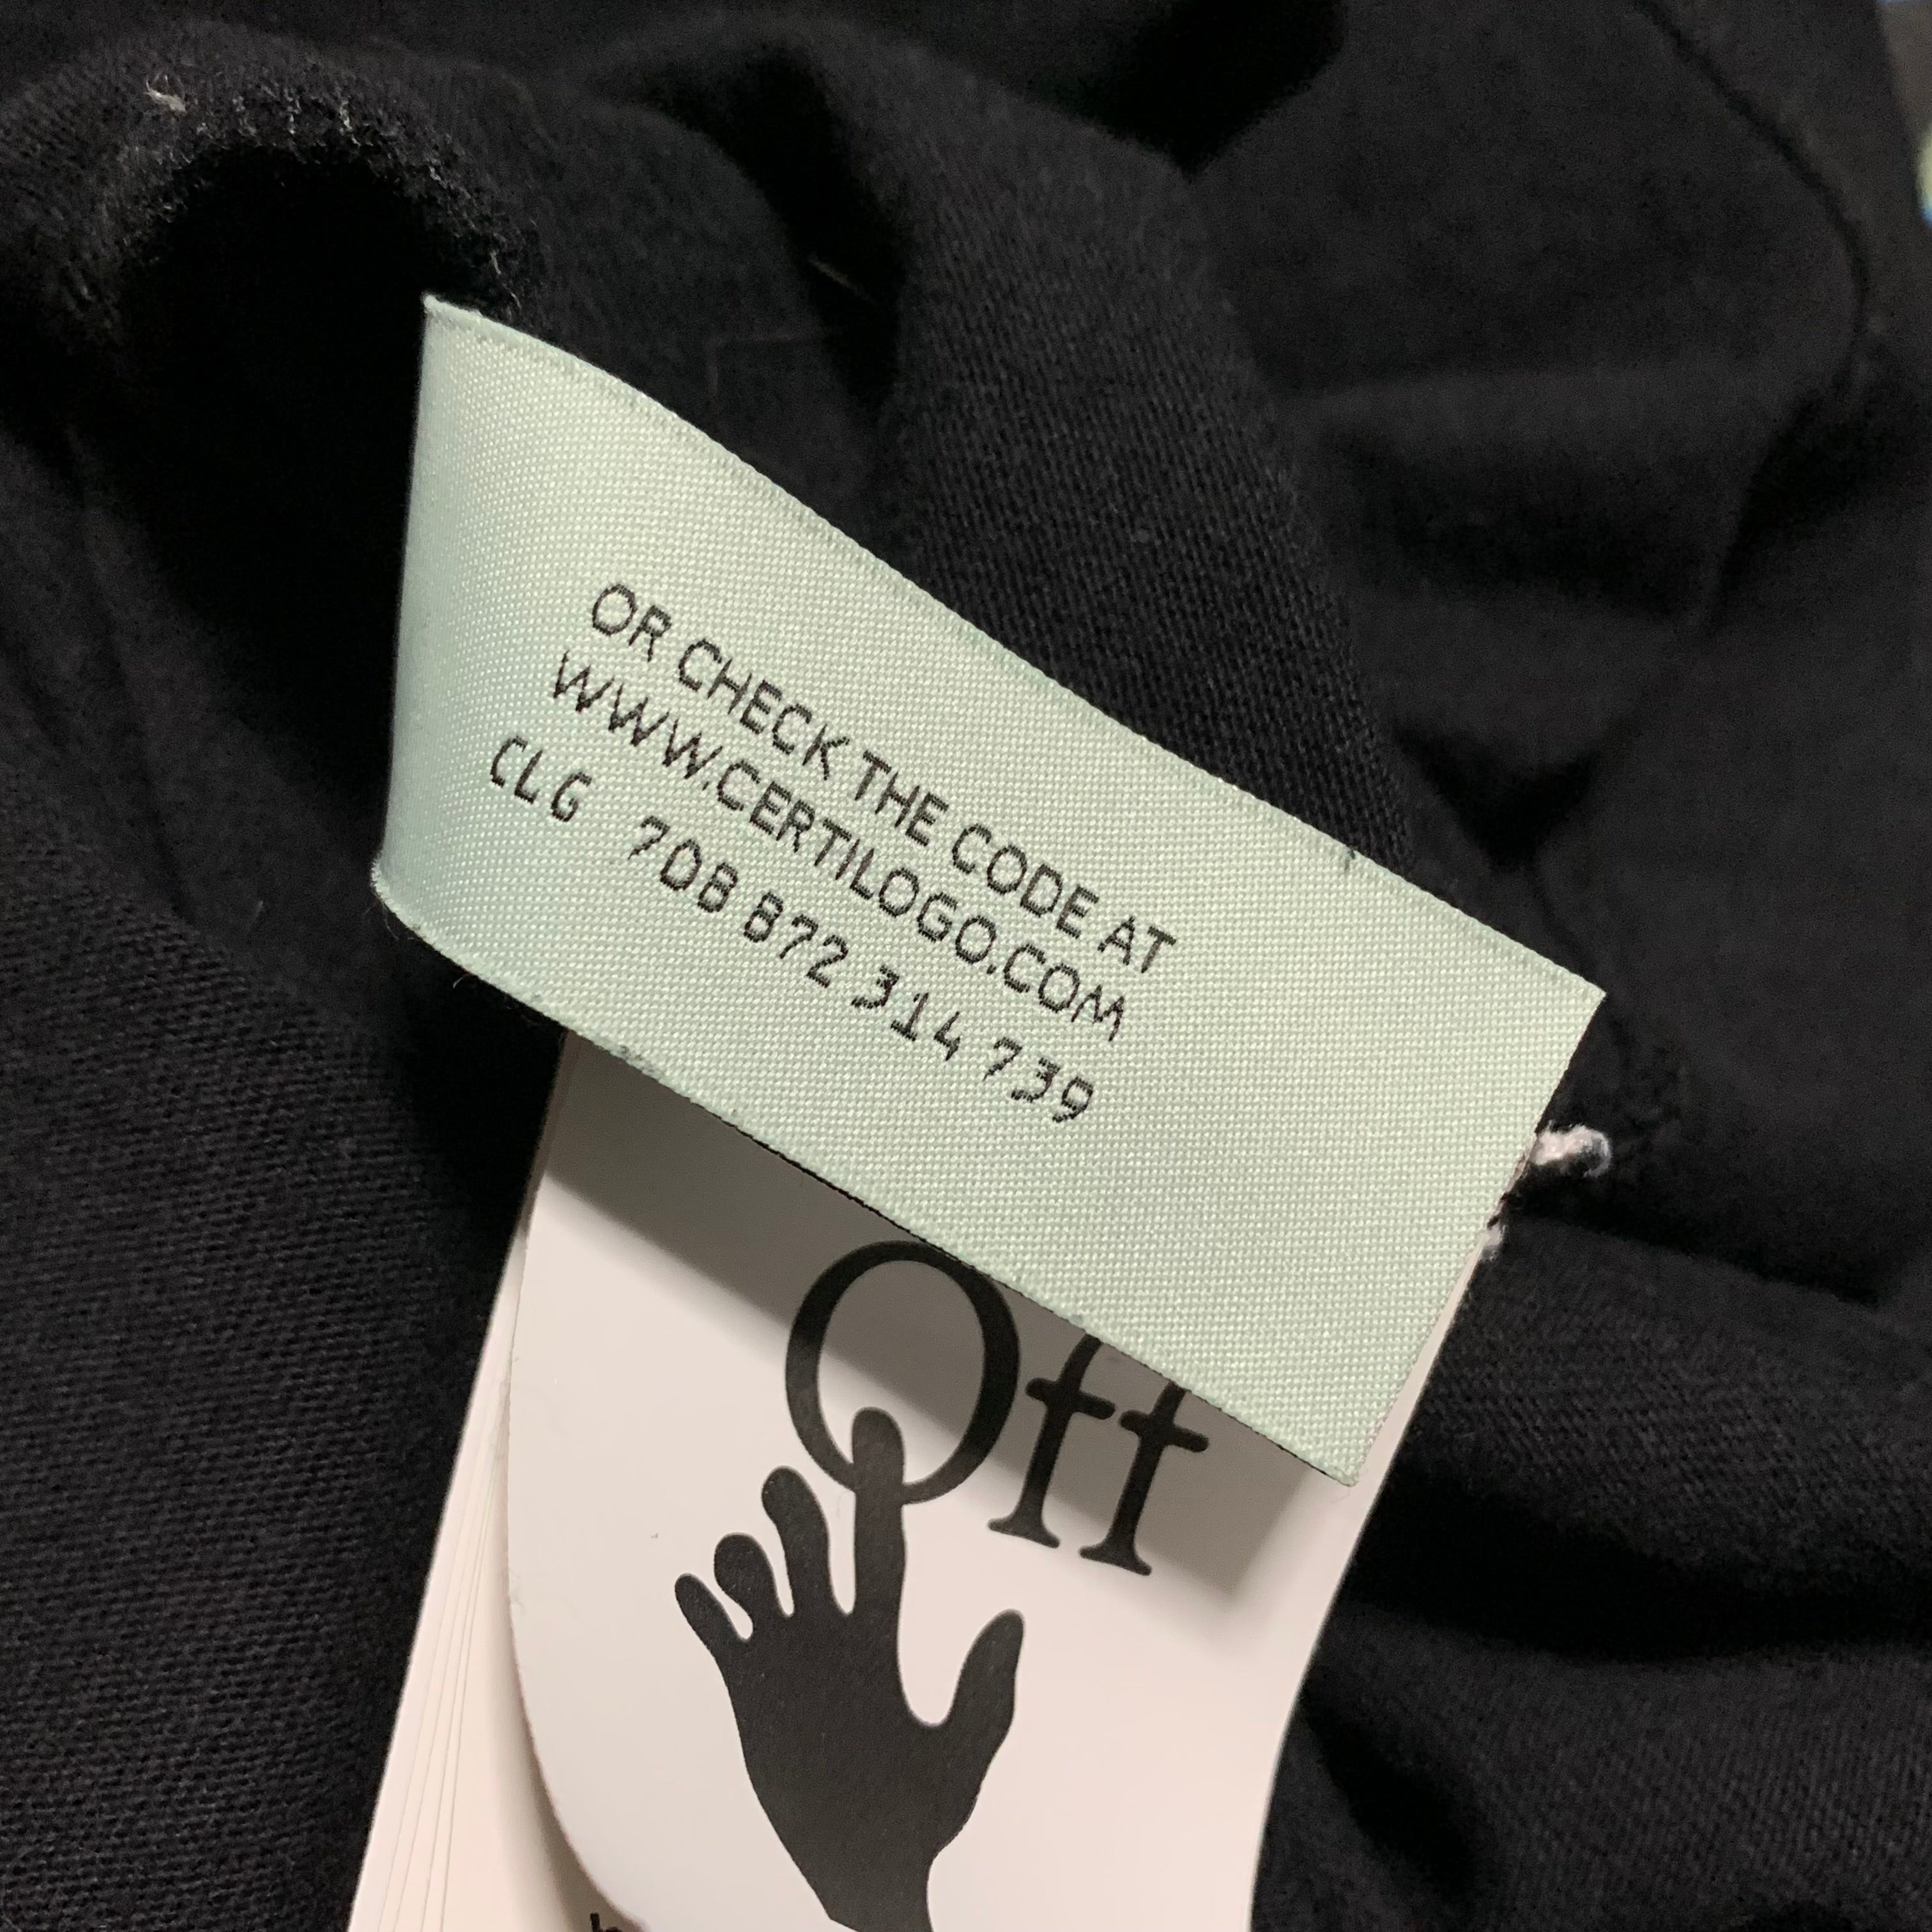 OR CHECK THE CODE AT
WWW.CERTILOGO.COM
CLG 708 872 314 739
Off